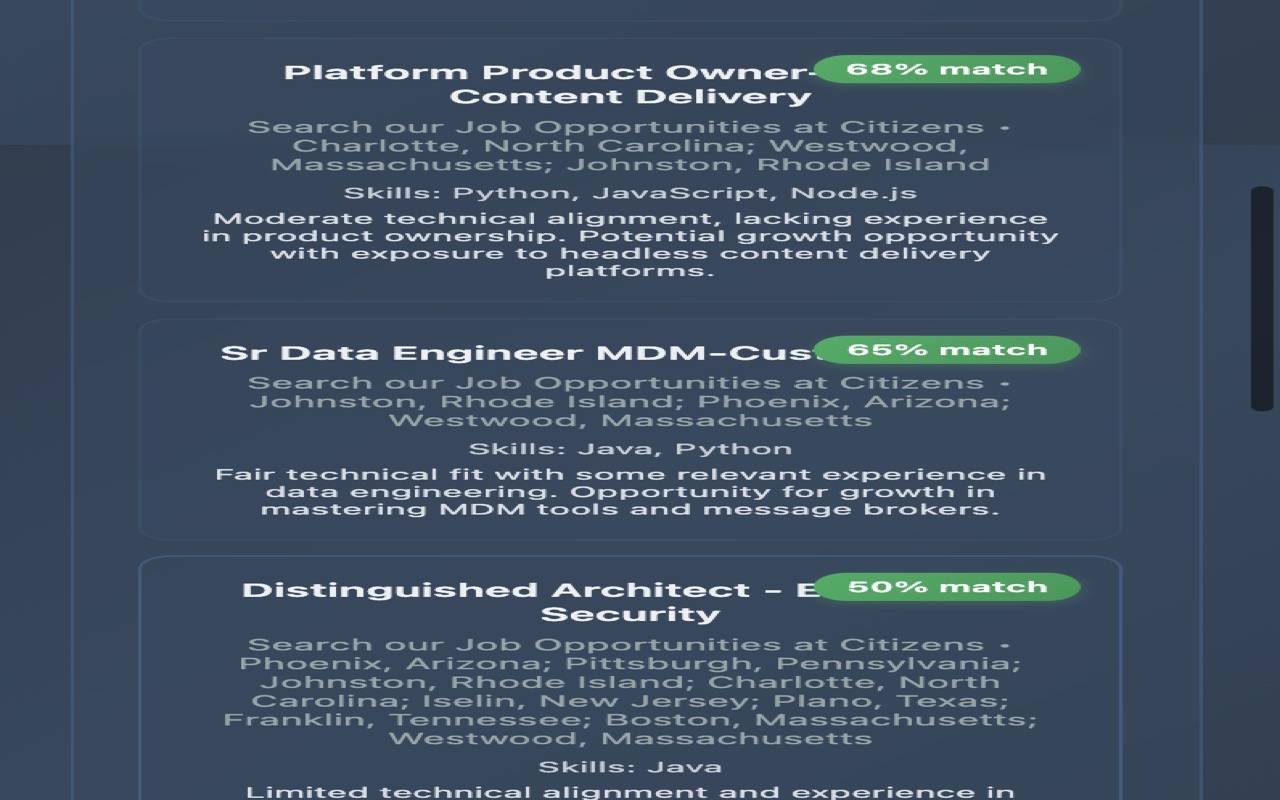 Platform Product Owner-
68% match
Content Delivery
Search our Job Opportunities at Citizens •
Charlotte, North Carolina; Westwood,
Massachusetts; Johnston, Rhode Island
Skills: Python, JavaScript, Node.js
Moderate technical alignment, lacking experience
in product ownership. Potential growth opportunity
with exposure to headless content delivery
platforms.
Sr Data Engineer MDM-Cust
65% match
Search our Job Opportunities at Citizens •
Johnston, Rhode Island; Phoenix, Arizona;
Westwood, Massachusetts
Skills: Java, Python
Fair technical fit with some relevant experience in
data engineering. Opportunity for growth in
mastering MDM tools and message brokers.
Distinguished Architect - E
50% match
Security
Search our Job Opportunities at Citizens •
Phoenix, Arizona; Pittsburgh, Pennsylvania;
Johnston, Rhode Island; Charlotte, North
Carolina; Iselin, New Jersey; Plano, Texas;
Franklin, Tennessee; Boston, Massachusetts;
Westwood, Massachusetts
Skills: Java
Limited technical alignment and experience in